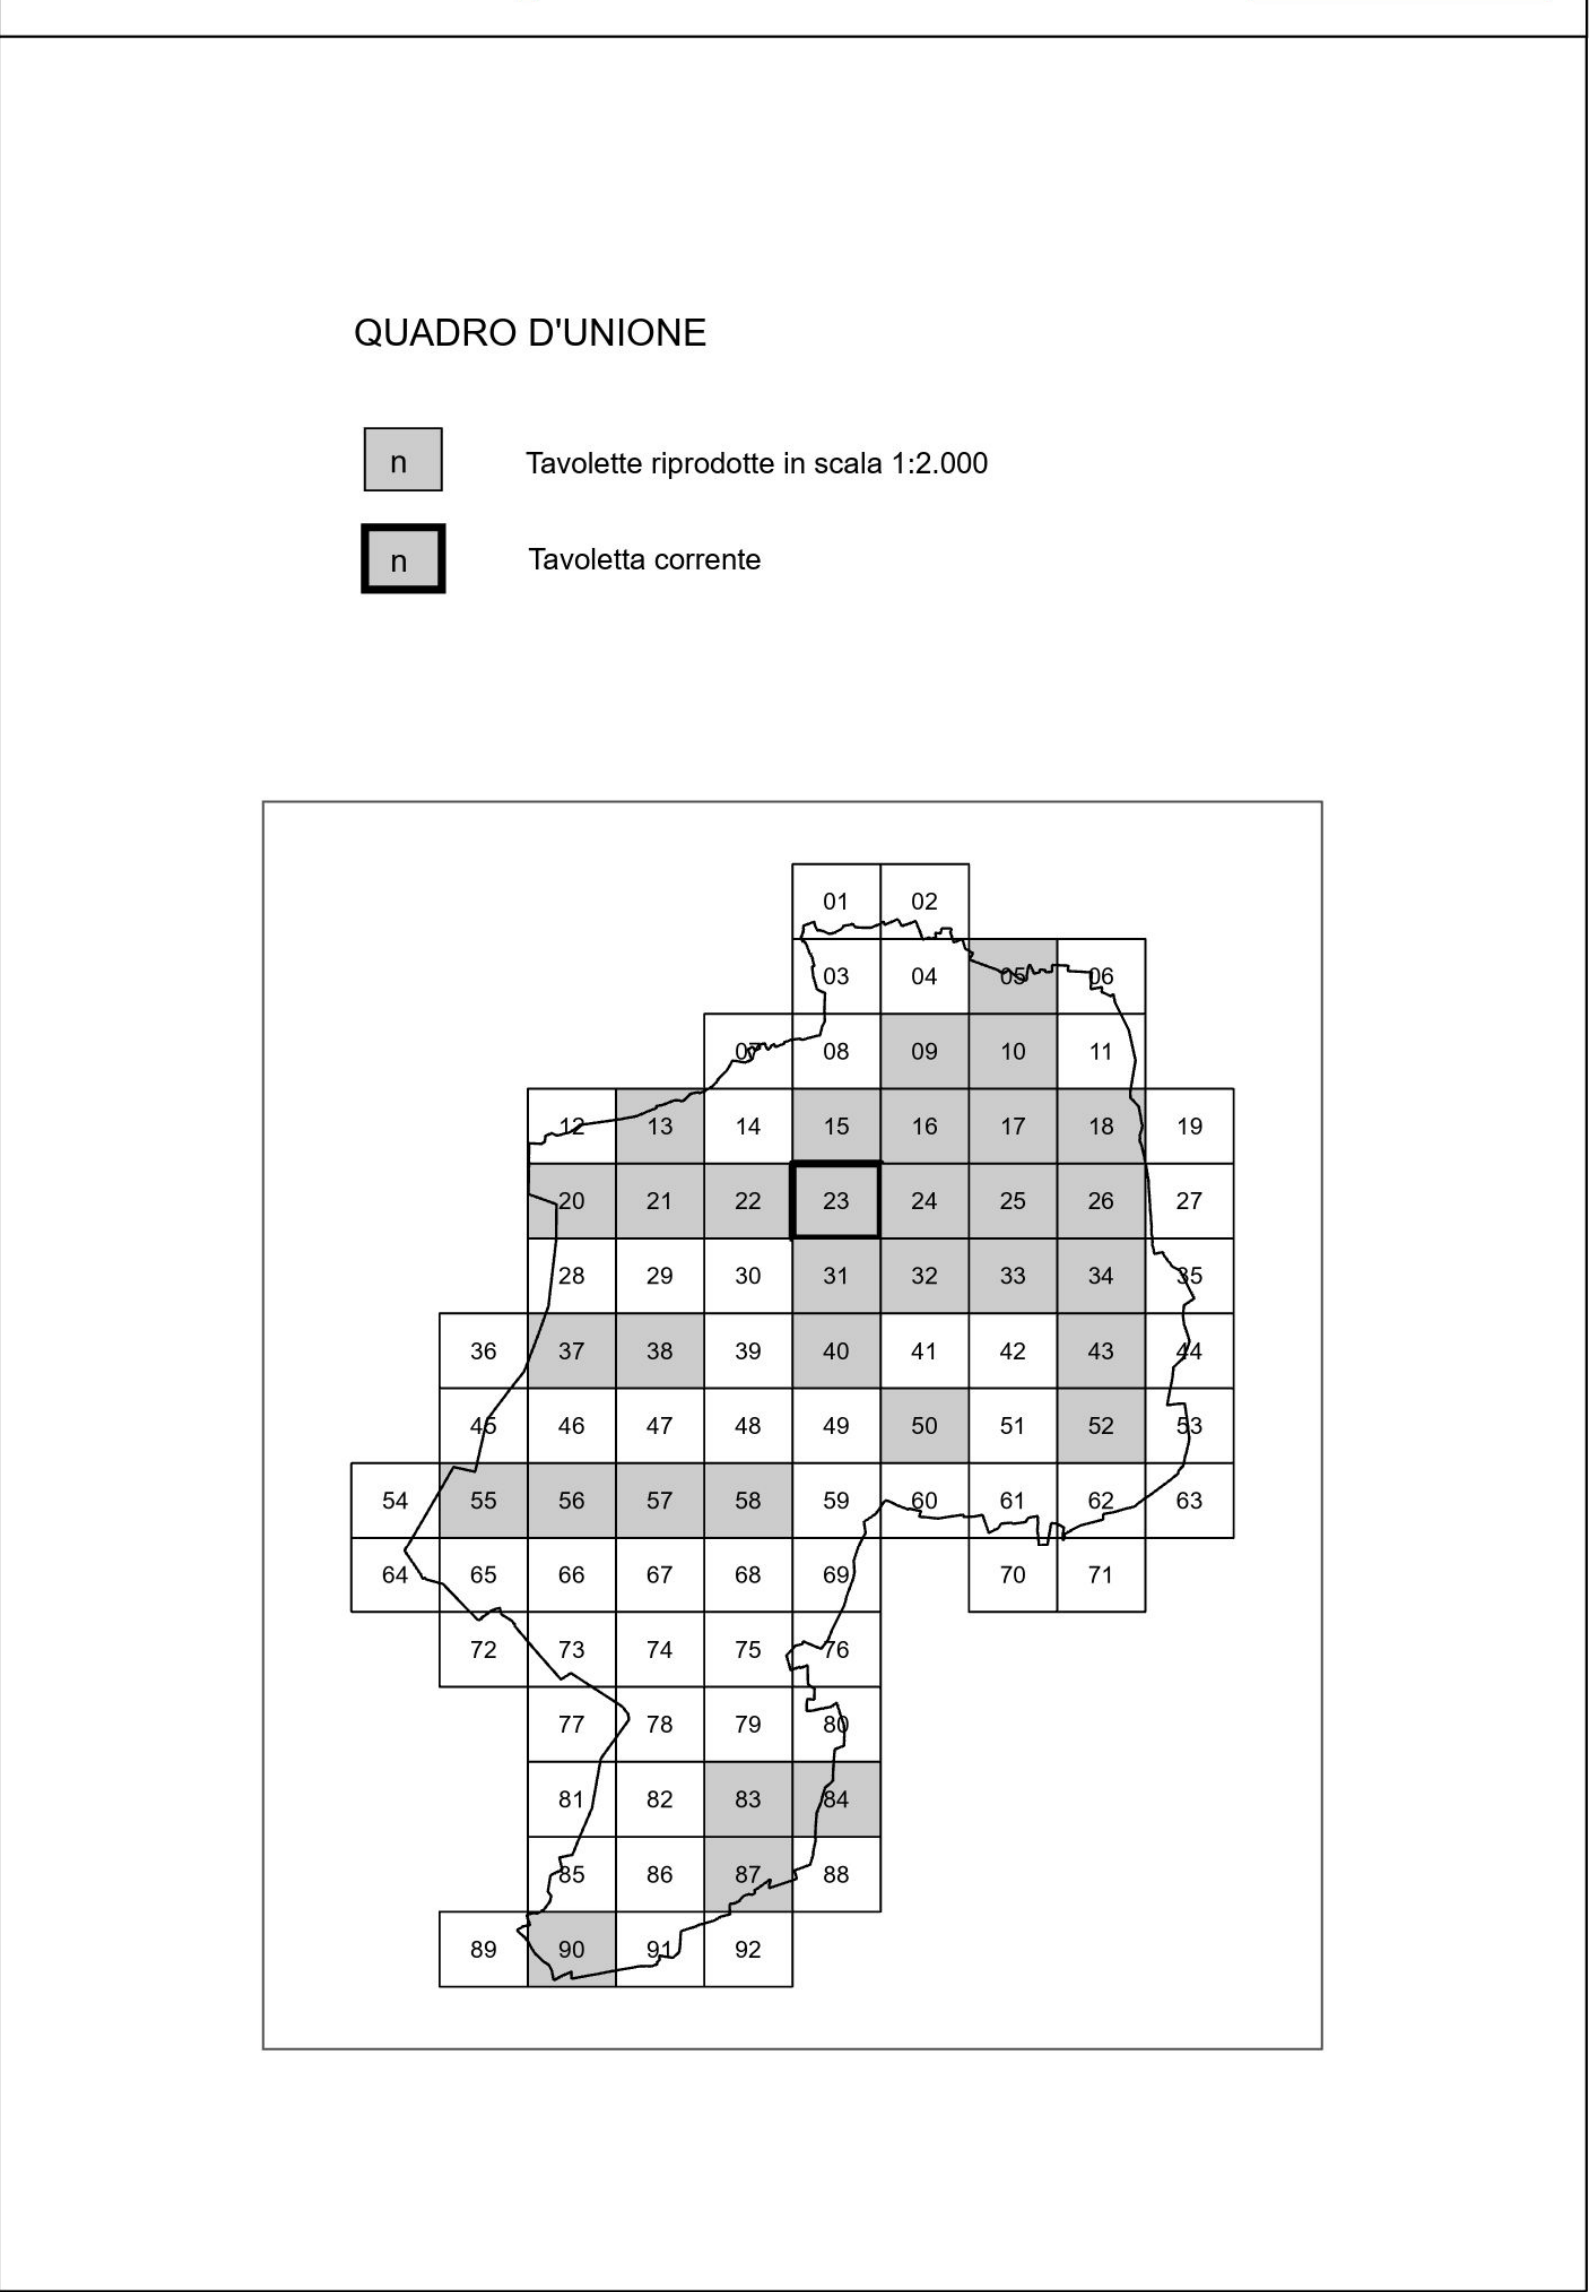 QUADRO D'UNIONE
n Tavolette riprodotte in scala 1:2.000
n Tavoletta corrente
01 02
03 04 05 06
07 08 09 10 11
12 13 14 15 16 17 18 19
20 21 22 23 24 25 26 27
28 29 30 31 32 33 34 35
36 37 38 39 40 41 42 43 44
45 46 47 48 49 50 51 52 53
54 55 56 57 58 59 60 61 62 63
64 65 66 67 68 69 70 71
72 73 74 75 76
77 78 79 80
81 82 83 84
85 86 87 88
89 90 91 92